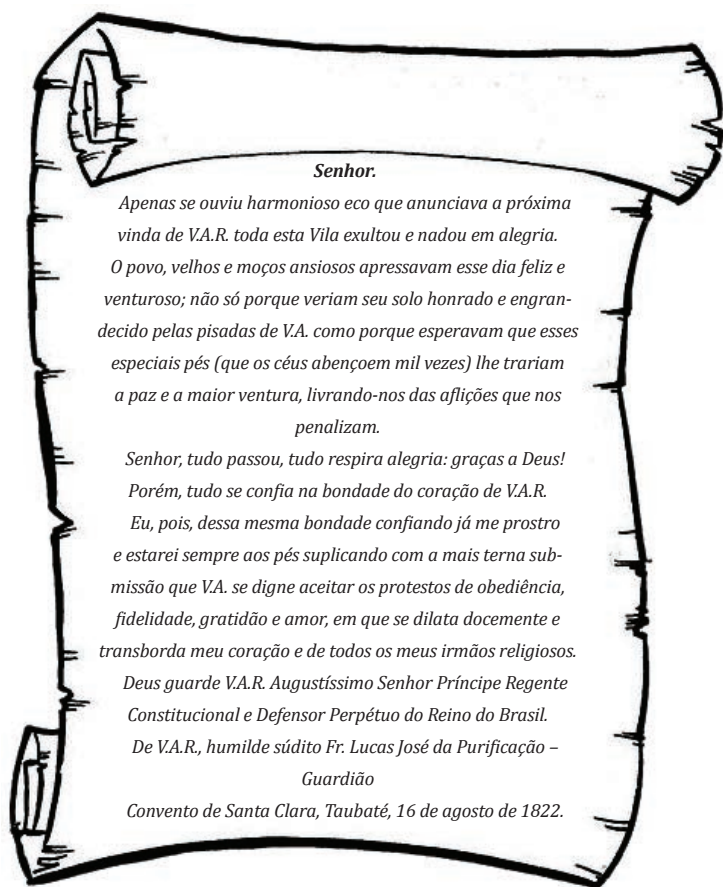 Senhor.
Apenas se ouviu harmonioso eco que anunciava a próxima
vinda de V.A.R. toda esta Vila exultou e nadou em alegria.
O povo, velhos e moços ansiosos apressavam esse dia feliz e
venturoso; não só porque veriam seu solo honrado e engran-
decido pelas pisadas de V.A. como porque esperavam que esses
especiais pés (que os céus abençoem mil vezes) lhe trariam
a paz e a maior ventura, livrando-nos das aflições que nos
penalizam.
Senhor, tudo passou, tudo respira alegria: graças a Deus!
Porém, tudo se confia na bondade do coração de V.A.R.
Eu, pois, dessa mesma bondade confiando já me prostro
e estarei sempre aos pés suplicando com a mais terna sub-
missão que V.A. se digne aceitar os protestos de obediência,
fidelidade, gratidão e amor, em que se dilata docemente e
transborda meu coração e de todos os meus irmãos religiosos.
Deus guarde V.A.R. Augustíssimo Senhor Príncipe Regente
Constitucional e Defensor Perpétuo do Reino do Brasil.
De V.A.R., humilde súdito Fr. Lucas José da Purificação –
Guardião
Convento de Santa Clara, Taubaté, 16 de agosto de 1822.